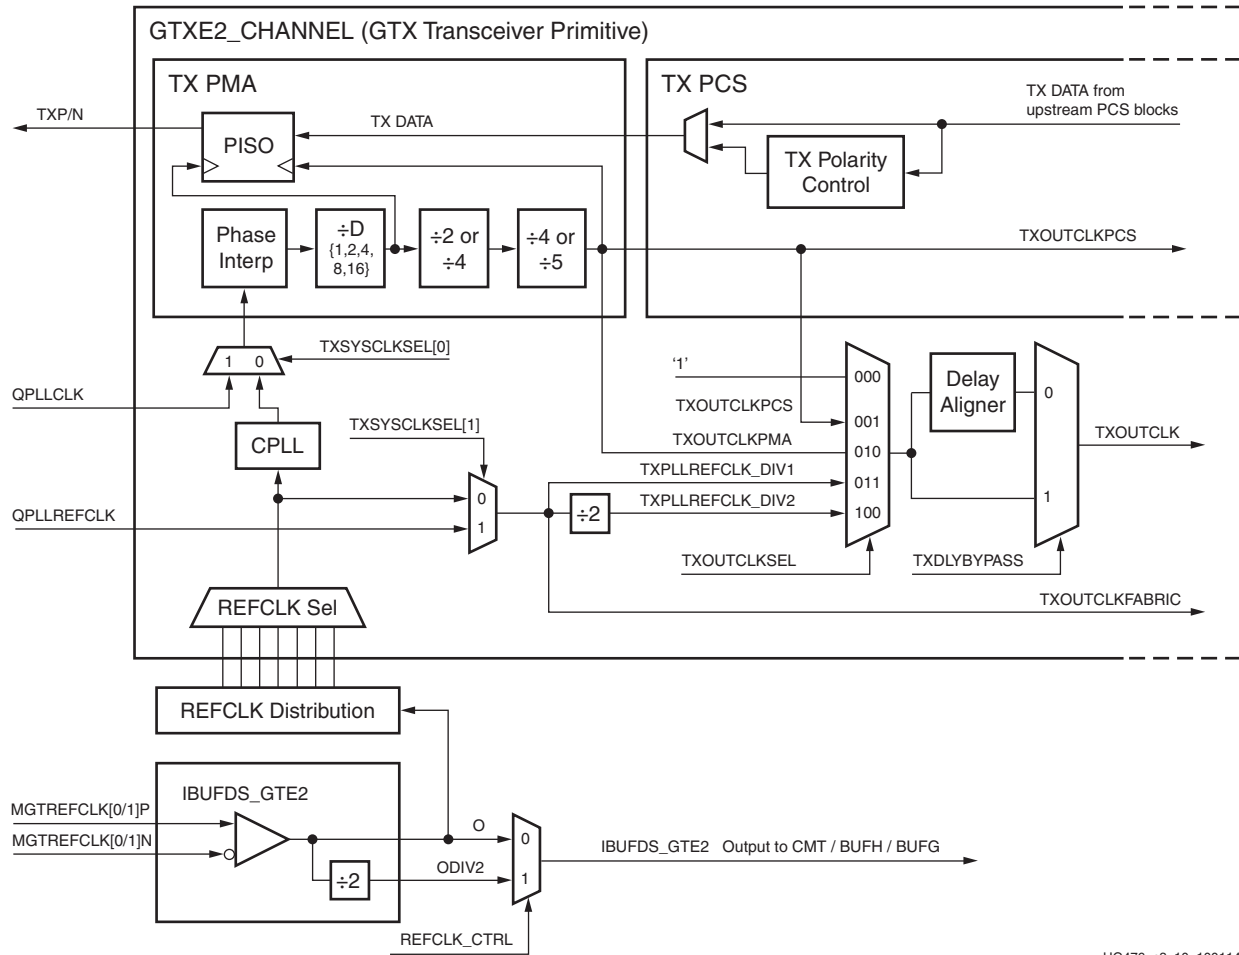 GTXE2_CHANNEL (GTX Transceiver Primitive)
TX PMA
TX PCS
TX DATA from
upstream PCS blocks
TXP/N
PISO
TX DATA
TX Polarity
Control
Phase
Interp
÷D
{1,2,4,
8,16}
÷2 or
÷4
÷4 or
÷5
TXOUTCLKPCS
1 0
TXSYSCLKSEL[0]
QPLLCLK
CPLL
TXSYSCLKSEL[1]
QPLLREFCLK
0
1
÷2
'1'
TXOUTCLKPCS
TXOUTCLKPMA
TXPLLREFCLK_DIV1
TXPLLREFCLK_DIV2
000
001
010
011
100
TXOUTCLKSEL
Delay
Aligner
0
1
TXOUTCLK
TXDLYBYPASS
TXOUTCLKFABRIC
REFCLK Sel
REFCLK Distribution
IBUFDS_GTE2
MGTREFCLK[0/1]P
MGTREFCLK[0/1]N
÷2
O
ODIV2
0
1
IBUFDS_GTE2 Output to CMT / BUFH / BUFG
REFCLK_CTRL